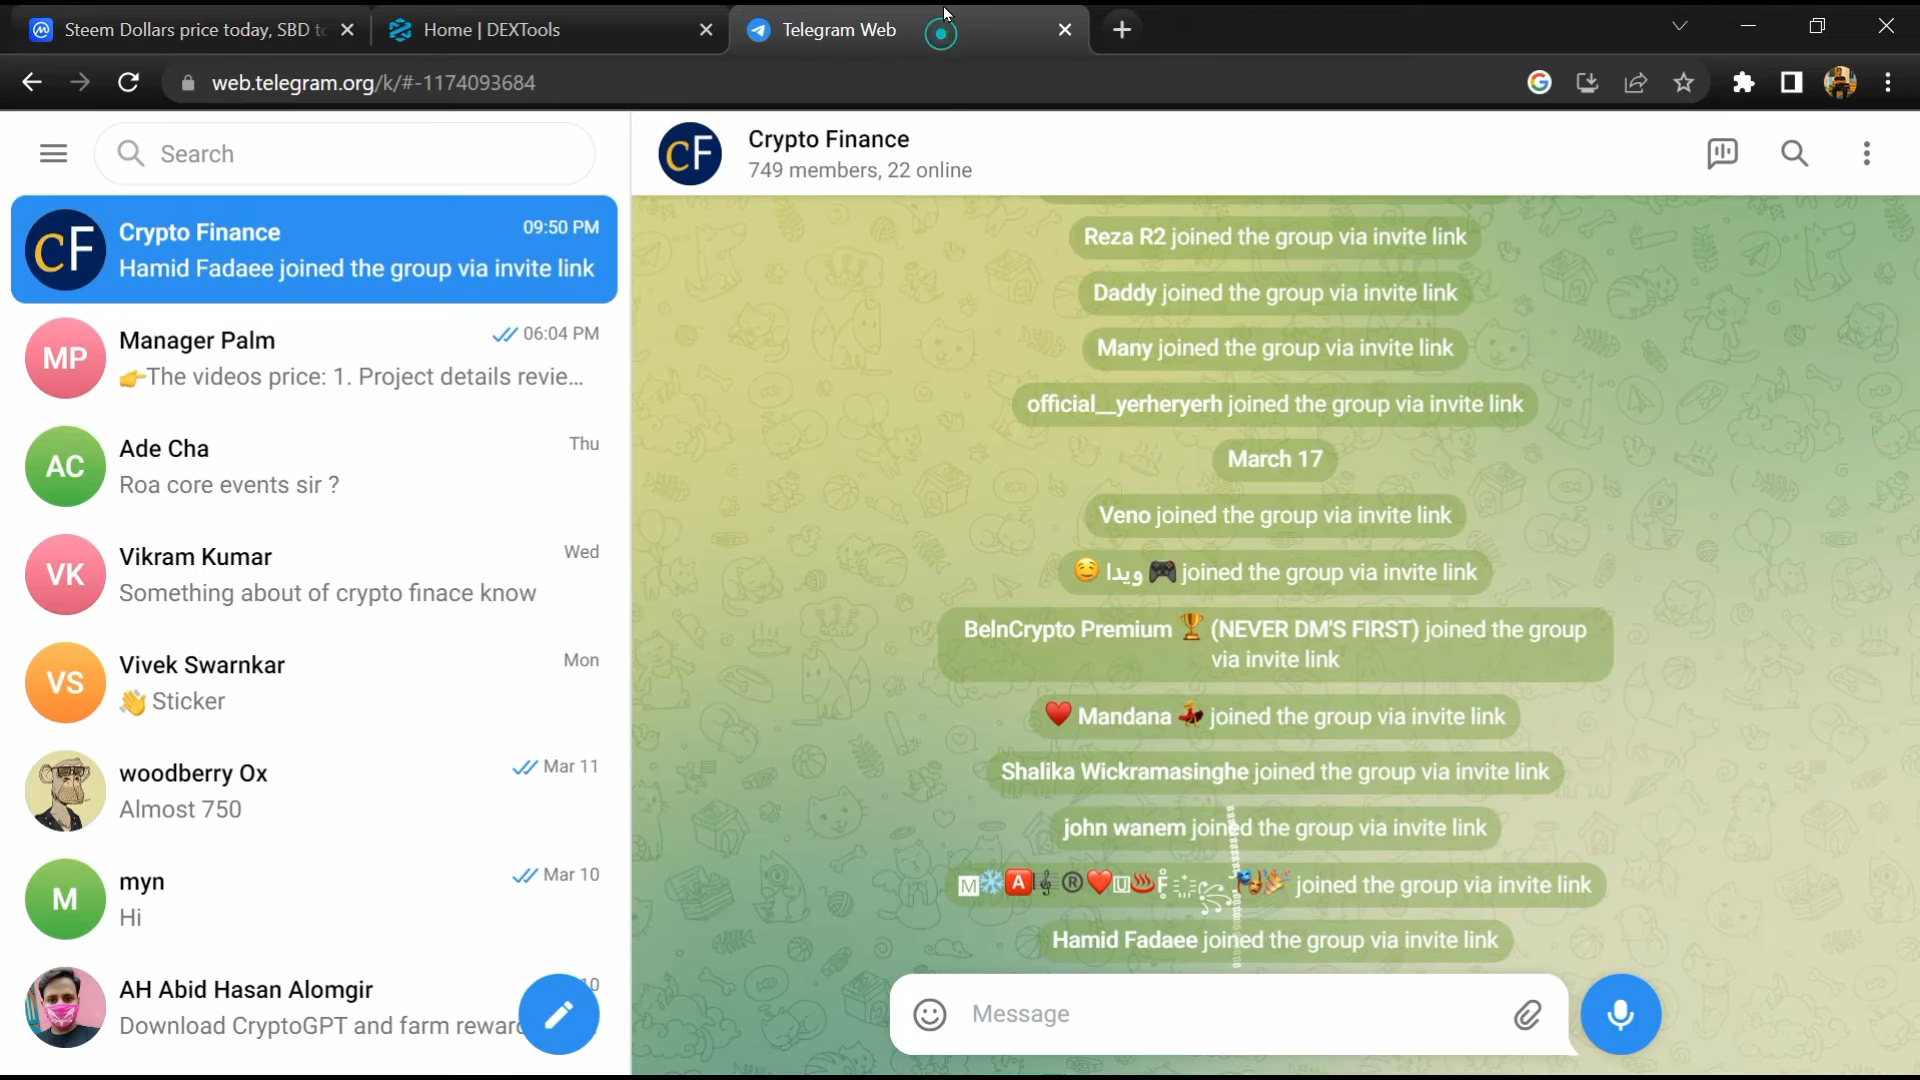 Steem Dollars price today, SBD to
Home | DEXTools
Telegram Web
web.telegram.org/k/#-1174093684
Search
CF
Crypto Finance
09:50 PM
Hamid Fadaee joined the group via invite link
MP
Manager Palm
06:04 PM
👉The videos price: 1. Project details revie...
AC
Ade Cha
Thu
Roa core events sir ?
VK
Vikram Kumar
Wed
Something about of crypto finace know
VS
Vivek Swarnkar
Mon
👋 Sticker
woodberry Ox
Mar 11
Almost 750
M
myn
Mar 10
Hi
AH Abid Hasan Alomgir
Download CryptoGPT and farm reward
CF
Crypto Finance
749 members, 22 online
Reza R2 joined the group via invite link
Daddy joined the group via invite link
Many joined the group via invite link
official__yerheryerh joined the group via invite link
March 17
Veno joined the group via invite link
😌 ویدا 🎮 joined the group via invite link
BeInCrypto Premium 🏆 (NEVER DM'S FIRST) joined the group
via invite link
❤️ Mandana 💃 joined the group via invite link
Shalika Wickramasinghe joined the group via invite link
john wanem joined the group via invite link
joined the group via invite link
Hamid Fadaee joined the group via invite link
Message